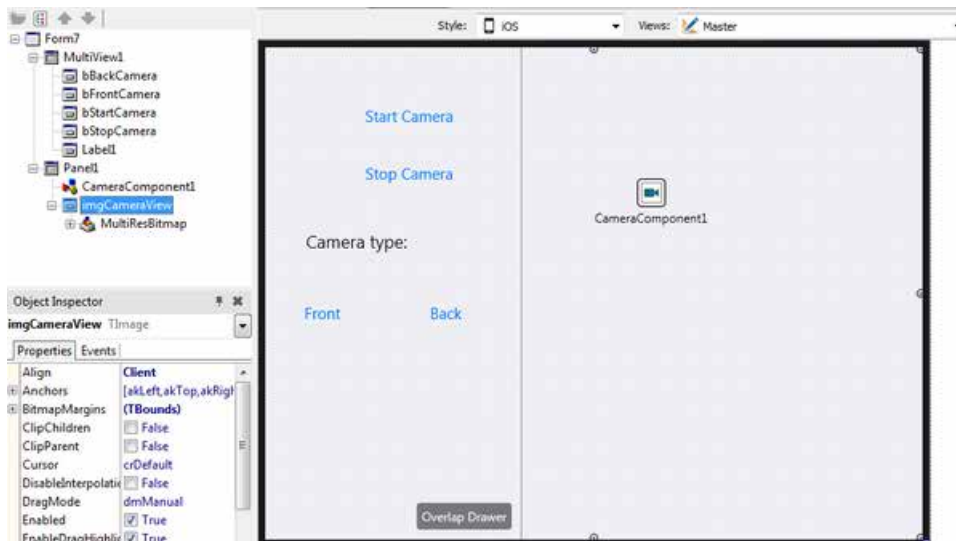 Form7
MultiView1
bBackCamera
bFrontCamera
bStartCamera
bStopCamera
Label1
Panel1
CameraComponent1
imgCameraView
MultiResBitmap
Object Inspector
imgCameraView TImage
Properties Events
Align Client
Anchors [akLeft,akTop,akRigh
BitmapMargins (TBounds)
ClipChildren False
ClipParent False
Cursor crDefault
DisableInterpolatic False
DragMode dmManual
Enabled True
EnableDragHighlig True
Style: iOS Views: Master
Start Camera
Stop Camera
Camera type:
Front Back
Overlap Drawer
CameraComponent1